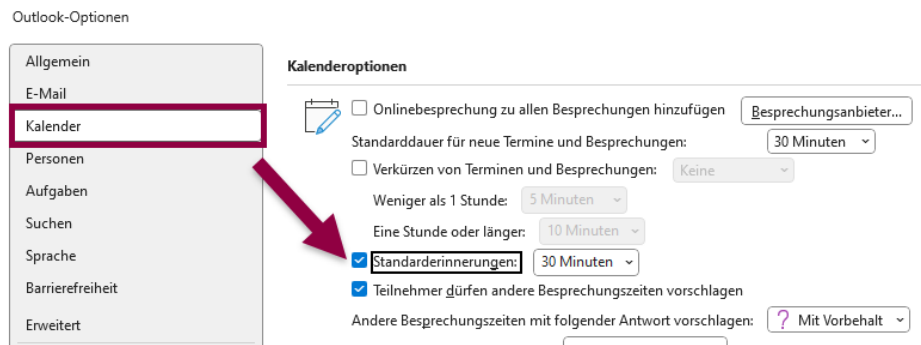 Outlook-Optionen
Allgemein
E-Mail
Kalender
Personen
Aufgaben
Suchen
Sprache
Barrierefreiheit
Erweitert
Kalenderoptionen
Onlinebesprechung zu allen Besprechungen hinzufügen Besprechungsanbieter...
Standarddauer für neue Termine und Besprechungen: 30 Minuten
Verkürzen von Terminen und Besprechungen: Keine
Weniger als 1 Stunde: 5 Minuten
Eine Stunde oder länger: 10 Minuten
Standarderinnerungen: 30 Minuten
Teilnehmer dürfen andere Besprechungszeiten vorschlagen
Andere Besprechungszeiten mit folgender Antwort vorschlagen: ? Mit Vorbehalt